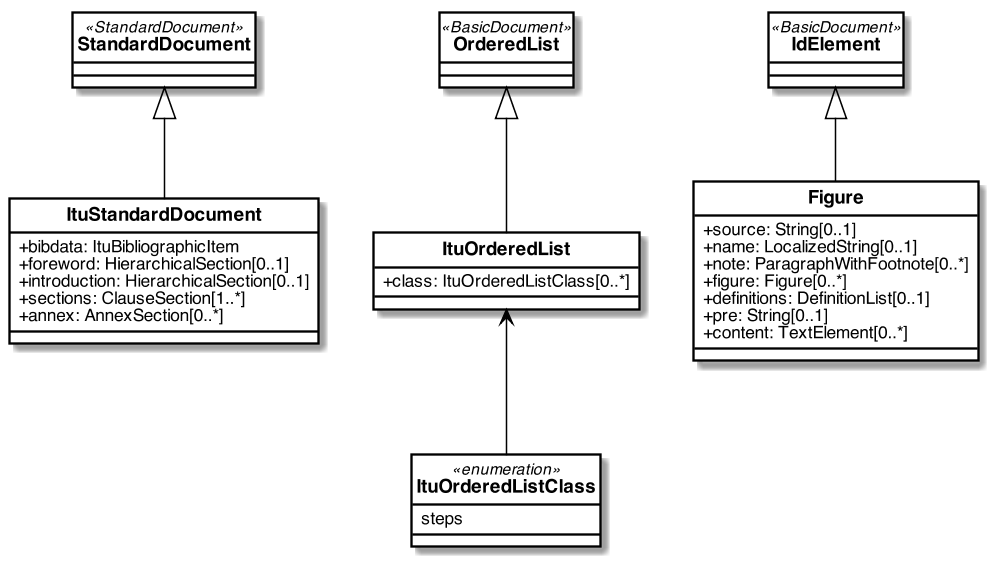 «StandardDocument»
StandardDocument
ItuStandardDocument
+bibdata: ItuBibliographicItem
+foreword: HierarchicalSection[0..1]
+introduction: HierarchicalSection[0..1]
+sections: ClauseSection[1..*]
+annex: AnnexSection[0..*]
«BasicDocument»
OrderedList
ItuOrderedList
+class: ItuOrderedListClass[0..*]
«enumeration»
ItuOrderedListClass
steps
«BasicDocument»
IdElement
Figure
+source: String[0..1]
+name: LocalizedString[0..1]
+note: ParagraphWithFootnote[0..*]
+figure: Figure[0..*]
+definitions: DefinitionList[0..1]
+pre: String[0..1]
+content: TextElement[0..*]